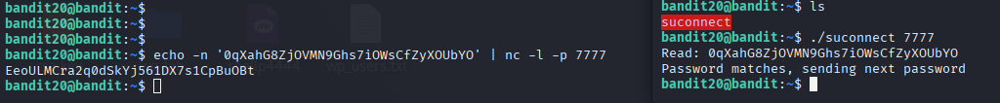 bandit20@bandit:~$
bandit20@bandit:~$
bandit20@bandit:~$
bandit20@bandit:~$ echo -n '0qXahG8ZjOVMN9Ghs7iOWsCfZyXOUbYO' | nc -l -p 7777
EeoULMCra2q0dSkYj561DX7s1CpBuOBt
bandit20@bandit:~$
bandit20@bandit:~$ ls
suconnect
bandit20@bandit:~$ ./suconnect 7777
Read: 0qXahG8ZjOVMN9Ghs7iOWsCfZyXOUbYO
Password matches, sending next password
bandit20@bandit:~$